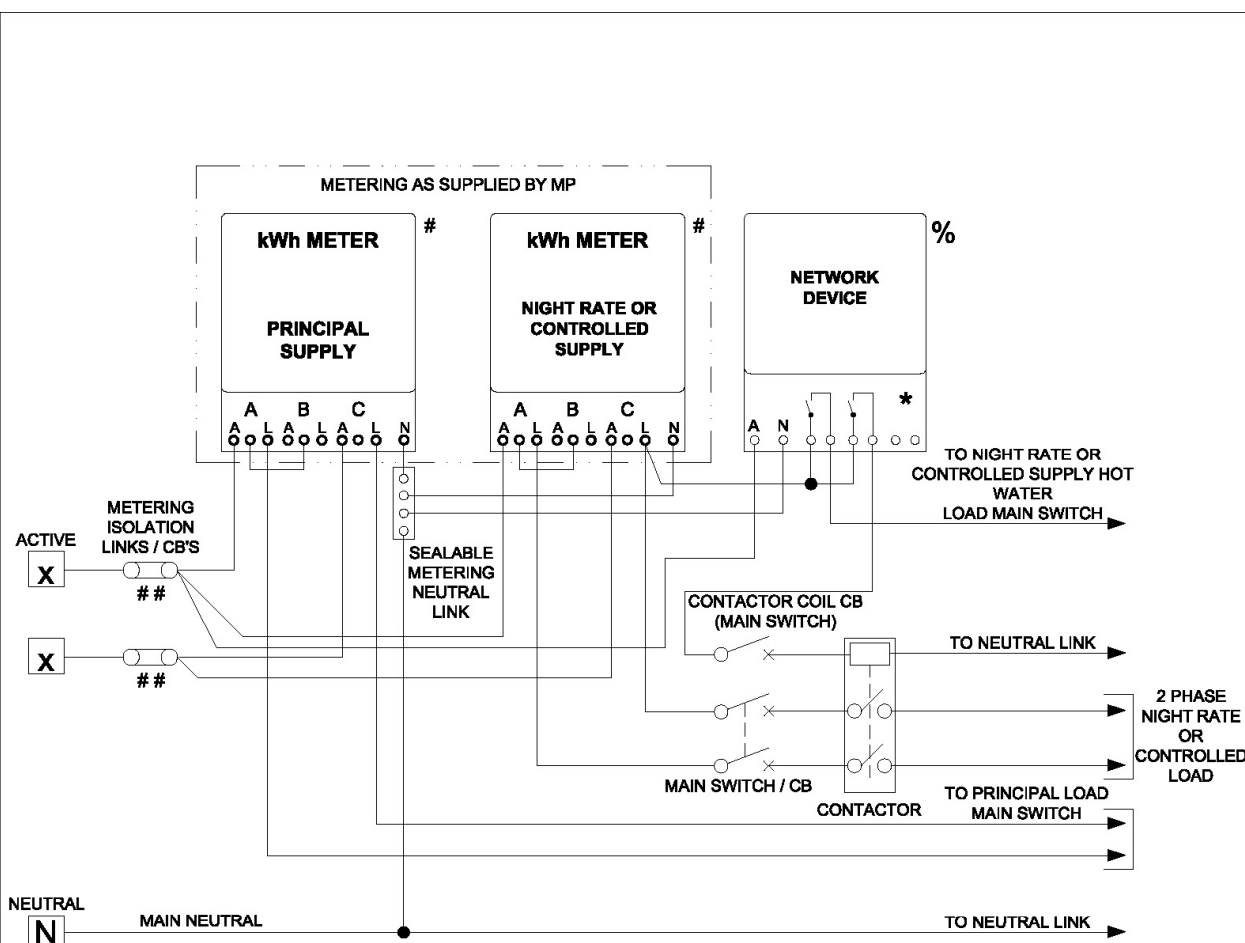 METERING AS SUPPLIED BY MP
kWh METER
#
PRINCIPAL
SUPPLY
A B C
A L A L A L N
kWh METER
#
NIGHT RATE OR
CONTROLLED
SUPPLY
A B C
A L A L A L N
%
NETWORK
DEVICE
*
A N
TO NIGHT RATE OR
CONTROLLED SUPPLY HOT
WATER
LOAD MAIN SWITCH
METERING
ISOLATION
LINKS / CB'S
ACTIVE
X
# #
SEALABLE
METERING
NEUTRAL
LINK
CONTACTOR COIL CB
(MAIN SWITCH)
TO NEUTRAL LINK
X
# #
2 PHASE
NIGHT RATE
OR
CONTROLLED
LOAD
MAIN SWITCH / CB
CONTACTOR
TO PRINCIPAL LOAD
MAIN SWITCH
NEUTRAL
N
MAIN NEUTRAL
TO NEUTRAL LINK